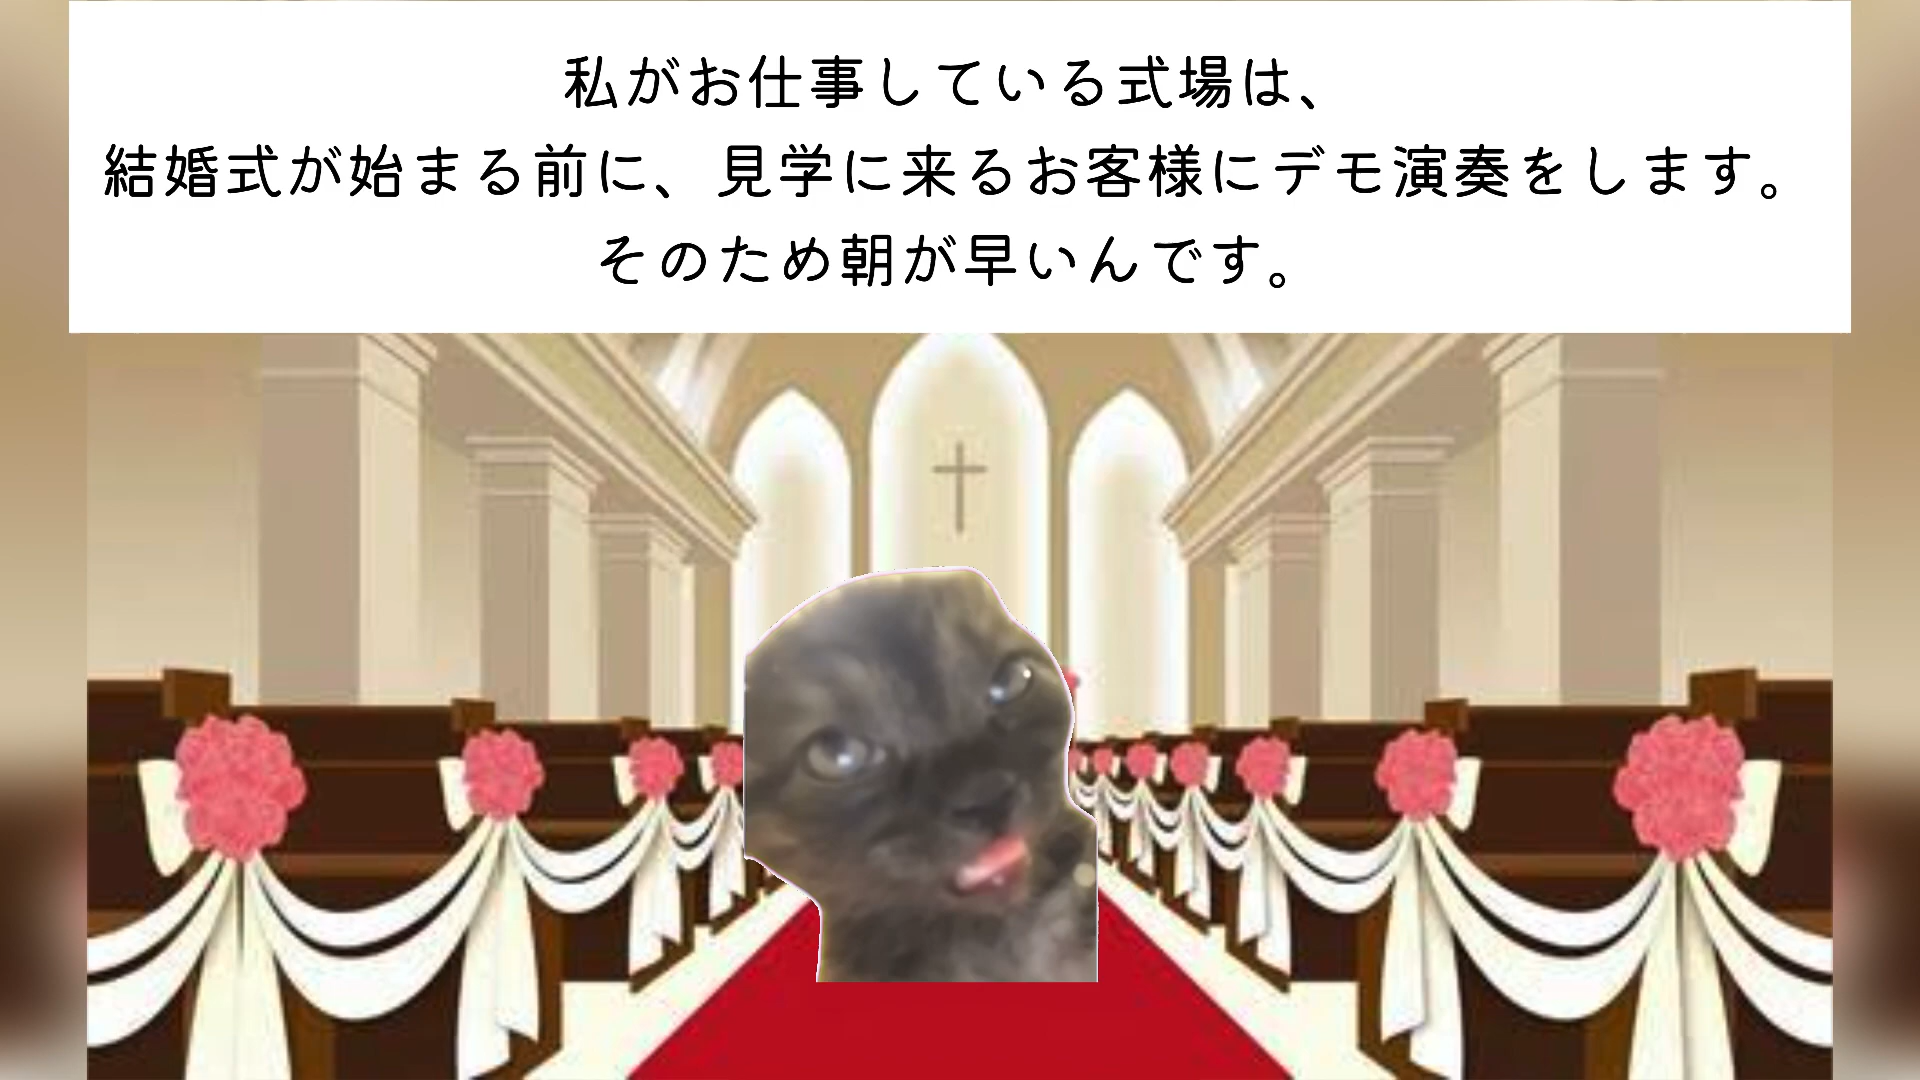 私がお仕事している式場は、
結婚式が始まる前に、見学に来るお客様にデモ演奏をします。
そのため朝が早いんです。